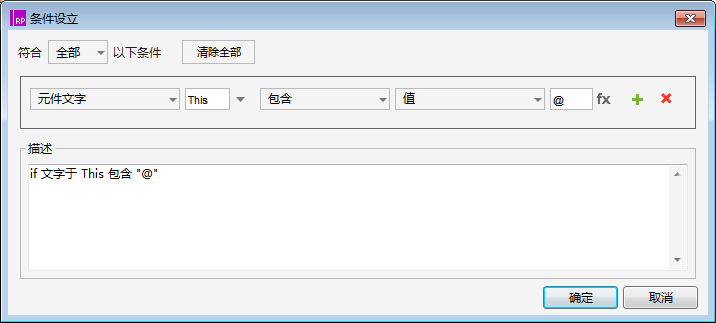 RP 条件设立
符合 全部 以下条件 清除全部
元件文字 This 包含 值 @ fx
描述
if 文字于 This 包含 "@"
确定 取消